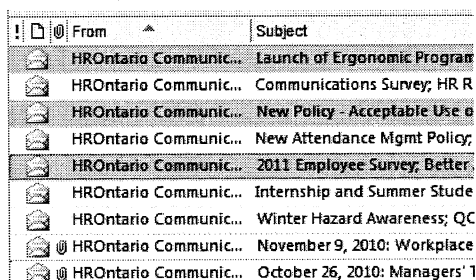 ! From Subject
HROntario Communic... Launch of Ergonomic Program
HROntario Communic... Communications Survey; HR R
HROntario Communic... New Policy - Acceptable Use o
HROntario Communic... New Attendance Mgmt Policy;
HROntario Communic... 2011 Employee Survey; Better
HROntario Communic... Internship and Summer Stude
HROntario Communic... Winter Hazard Awareness; QC
HROntario Communic... November 9, 2010: Workplace
HROntario Communic... October 26, 2010: Managers'